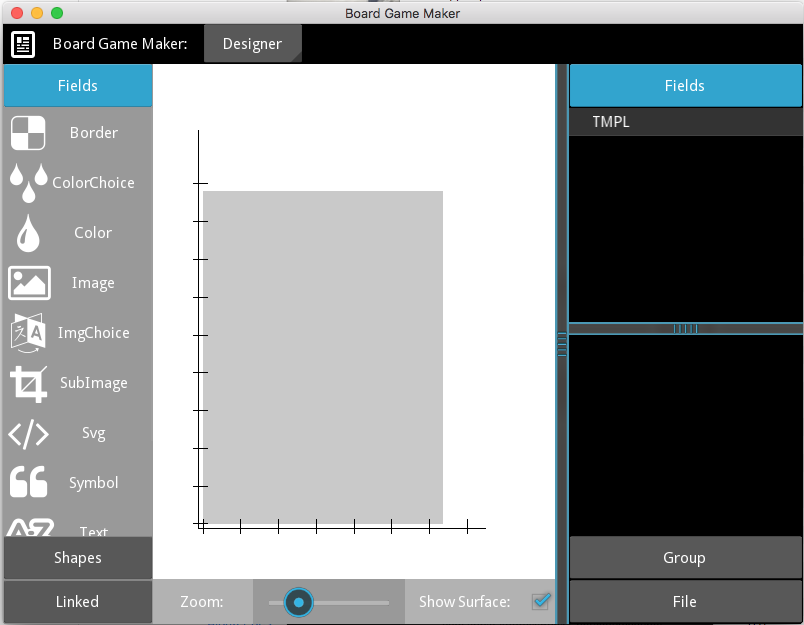 Board Game Maker
Board Game Maker:
Designer
Fields
Border
ColorChoice
Color
Image
ImgChoice
SubImage
Svg
Symbol
Text
Shapes
Linked
Zoom:
Show Surface:
Fields
TMPL
Group
File